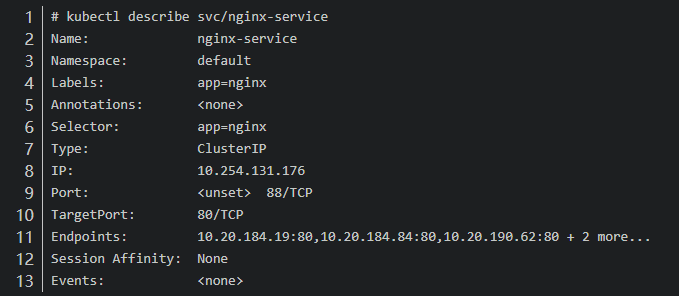 1 # kubectl describe svc/nginx-service
2 Name: nginx-service
3 Namespace: default
4 Labels: app=nginx
5 Annotations: <none>
6 Selector: app=nginx
7 Type: ClusterIP
8 IP: 10.254.131.176
9 Port: <unset> 88/TCP
10 TargetPort: 80/TCP
11 Endpoints: 10.20.184.19:80,10.20.184.84:80,10.20.190.62:80 + 2 more...
12 Session Affinity: None
13 Events: <none>